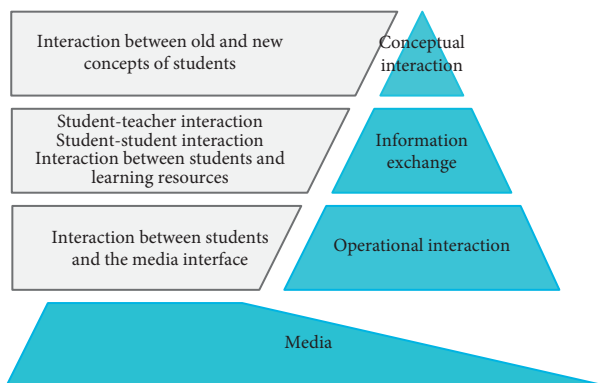 Interaction between old and new
concepts of students
Conceptual
interaction
Student-teacher interaction
Student-student interaction
Interaction between students and
learning resources
Information
exchange
Interaction between students
and the media interface
Operational interaction
Media